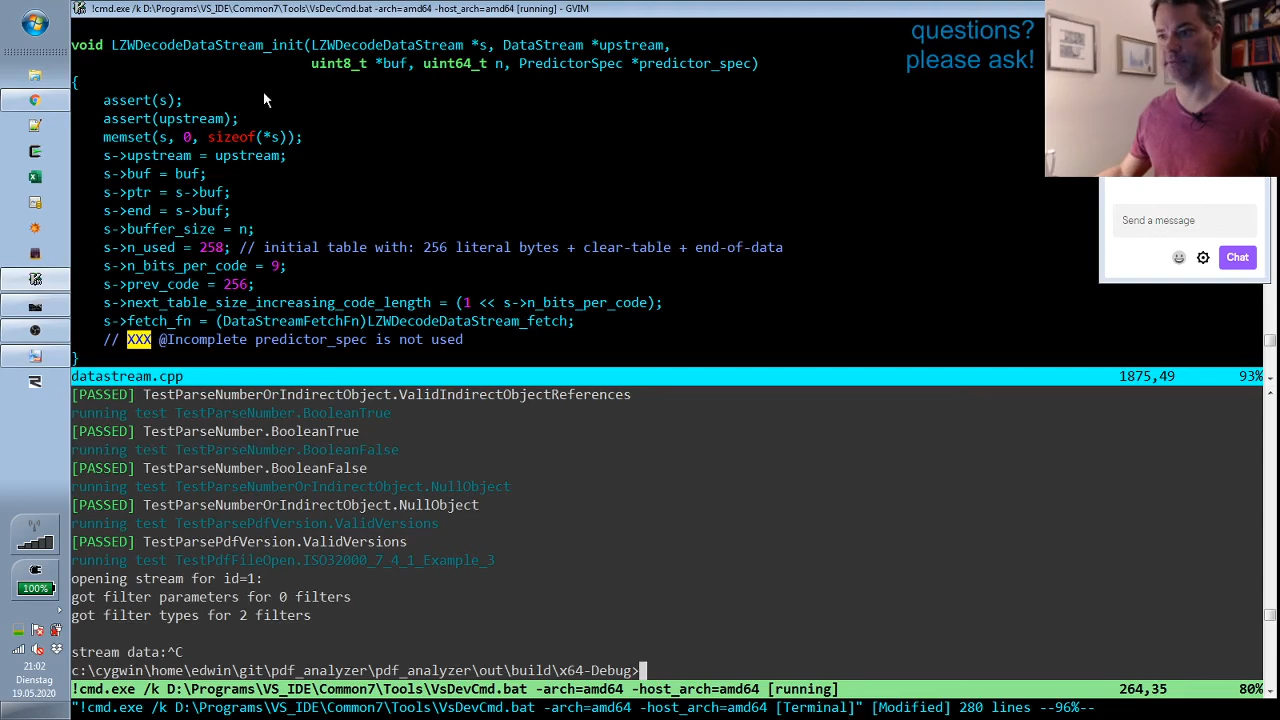 !cmd.exe /k D:\Programs\VS_IDE\Common7\Tools\VsDevCmd.bat -arch=amd64 -host_arch=amd64 [running] - GVIM
void LZWDecodeDataStream_init(LZWDecodeDataStream *s, DataStream *upstream,
uint8_t *buf, uint64_t n, PredictorSpec *predictor_spec)
{
assert(s);
assert(upstream);
memset(s, 0, sizeof(*s));
s->upstream = upstream;
s->buf = buf;
s->ptr = s->buf;
s->end = s->buf;
s->buffer_size = n;
s->n_used = 258; // initial table with: 256 literal bytes + clear-table + end-of-data
s->n_bits_per_code = 9;
s->prev_code = 256;
s->next_table_size_increasing_code_length = (1 << s->n_bits_per_code);
s->fetch_fn = (DataStreamFetchFn)LZWDecodeDataStream_fetch;
// XXX @Incomplete predictor_spec is not used
}
datastream.cpp 1875,49 93%
[PASSED] TestParseNumberOrIndirectObject.ValidIndirectObjectReferences
running test TestParseNumber.BooleanTrue
[PASSED] TestParseNumber.BooleanTrue
running test TestParseNumber.BooleanFalse
[PASSED] TestParseNumber.BooleanFalse
running test TestParseNumberOrIndirectObject.NullObject
[PASSED] TestParseNumberOrIndirectObject.NullObject
running test TestParsePdfVersion.ValidVersions
[PASSED] TestParsePdfVersion.ValidVersions
running test TestPdfFileOpen.ISO32000_7_4_1_Example_3
opening stream for id=1:
got filter parameters for 0 filters
got filter types for 2 filters
stream data:^C
c:\cygwin\home\edwin\git\pdf_analyzer\pdf_analyzer\out\build\x64-Debug>
!cmd.exe /k D:\Programs\VS_IDE\Common7\Tools\VsDevCmd.bat -arch=amd64 -host_arch=amd64 [running] 264,35 80%
"!cmd.exe /k D:\Programs\VS_IDE\Common7\Tools\VsDevCmd.bat -arch=amd64 -host_arch=amd64 [Terminal]" [Modified] 280 lines --96%--
questions?
please ask!
Send a message
Chat
100%
21:02
Dienstag
19.05.2020